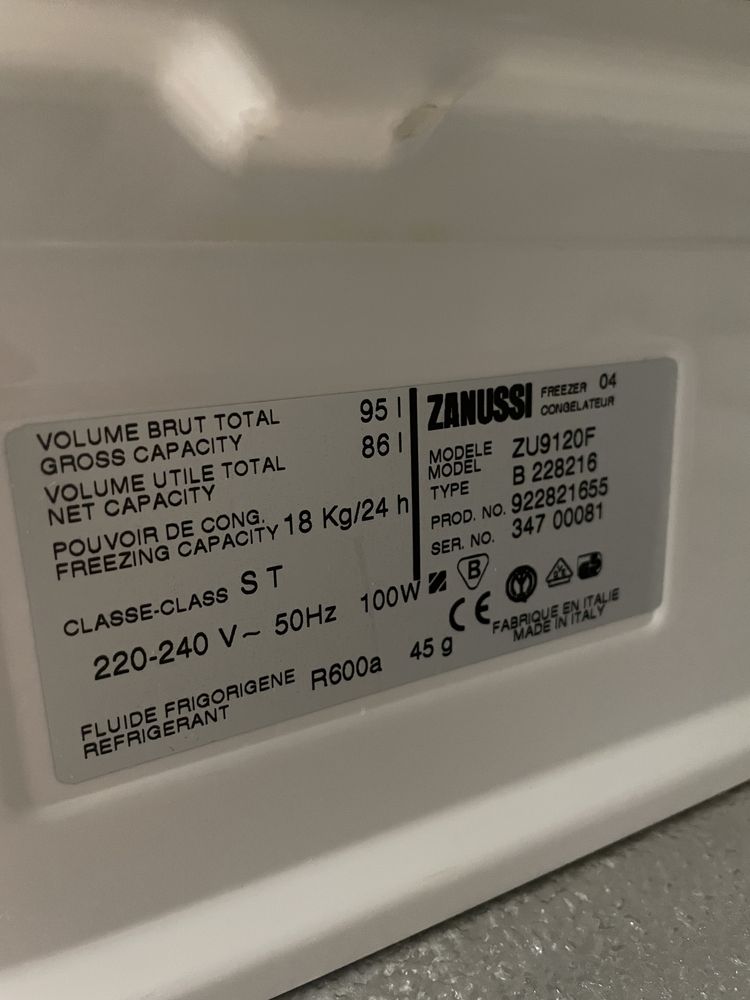 VOLUME BRUT TOTAL
GROSS CAPACITY 95 l
VOLUME UTILE TOTAL
NET CAPACITY 86 l
POUVOIR DE CONG.
FREEZING CAPACITY 18 Kg/24 h
CLASSE-CLASS S T
220-240 V~ 50Hz 100W
FLUIDE FRIGORIGENE
REFRIGERANT R600a 45 g
ZANUSSI FREEZER 04
CONGELATEUR
MODELE
MODEL ZU9120F
TYPE B 228216
PROD. NO. 922821655
SER. NO. 347 00081
B
CE
FABRIQUE EN ITALIE
MADE IN ITALY